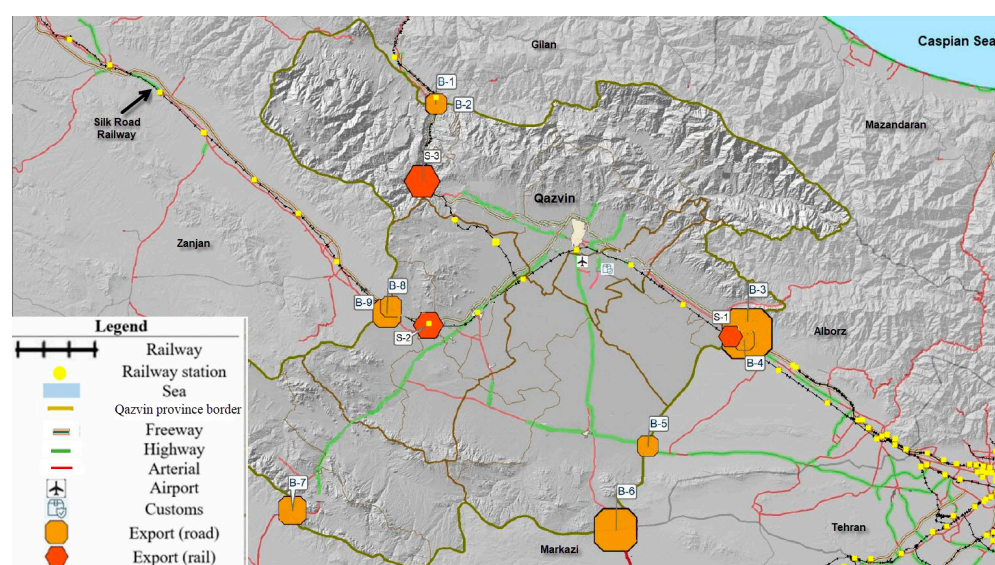 Gilan
Caspian Sea
B-1
B-2
Silk Road
Railway
Mazandaran
S-3
Qazvin
Zanjan
B-8
B-9
B-3
S-1
Alborz
S-2
B-4
B-5
B-7
B-6
Tehran
Markazi
Legend
Railway
Railway station
Sea
Qazvin province border
Freeway
Highway
Arterial
Airport
Customs
Export (road)
Export (rail)